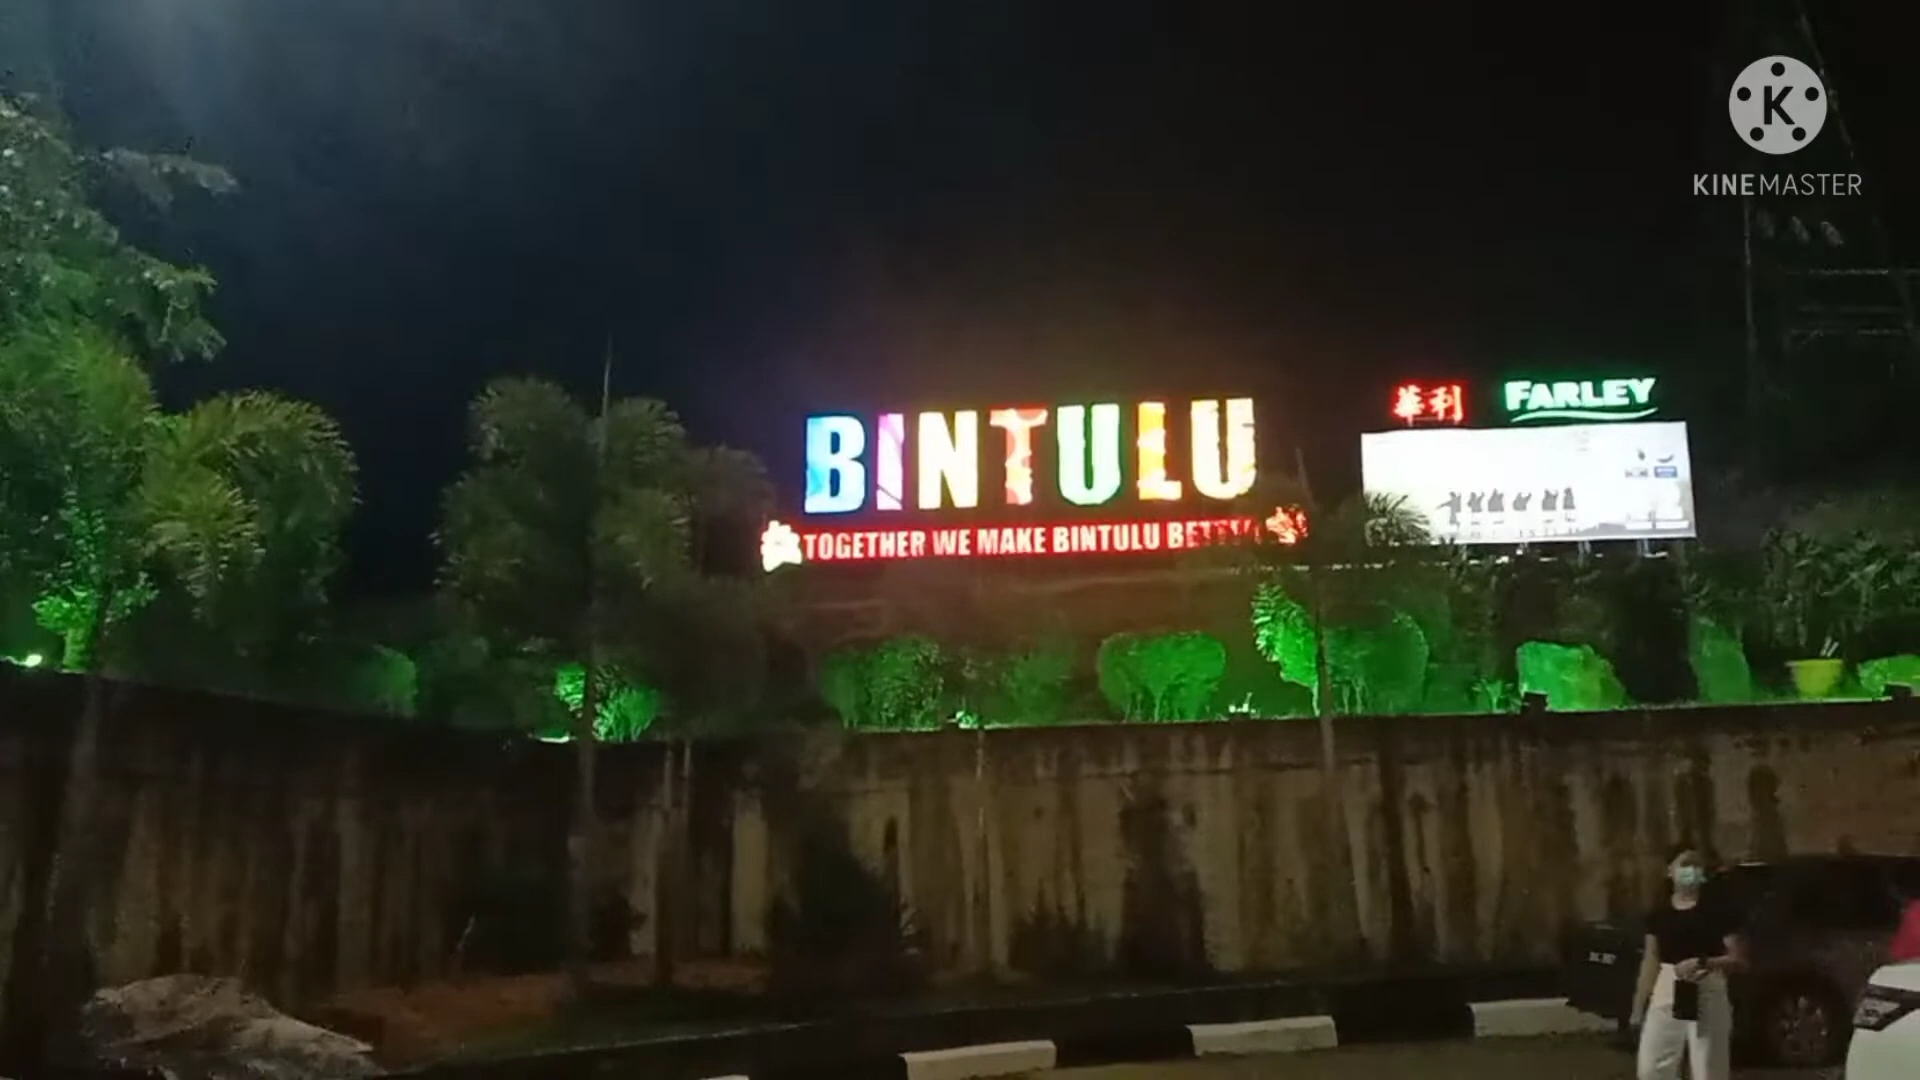 K
KINEMASTER
華利 FARLEY
BINTULU
TOGETHER WE MAKE BINTULU